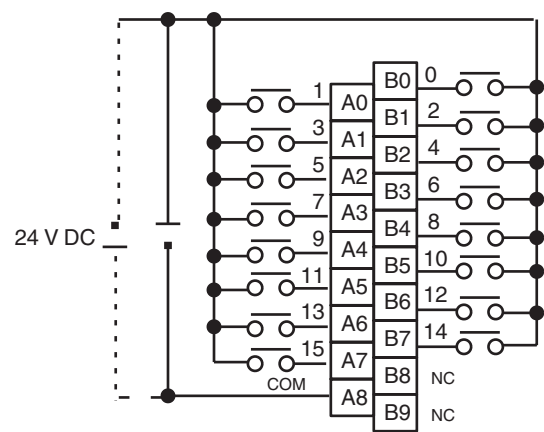 B0 0
1 A0
B1 2
3 A1
B2 4
5 A2
B3 6
7 A3
B4 8
24 V DC 9 A4
B5 10
11 A5
B6 12
13 A6
B7 14
15 A7
COM B8 NC
A8
B9 NC